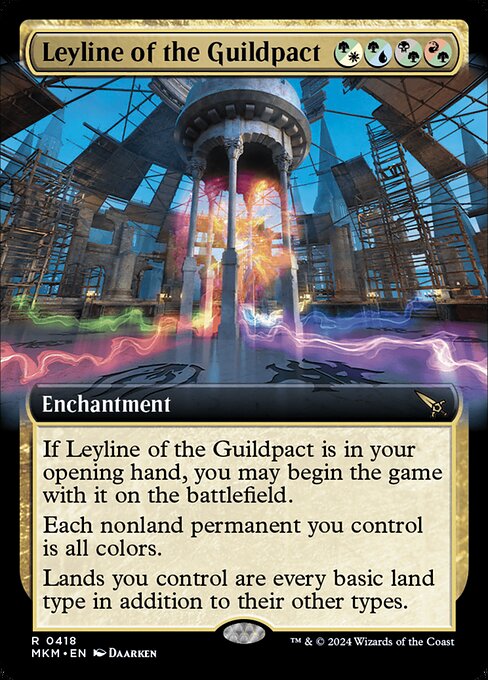 Leyline of the Guildpact
Enchantment
If Leyline of the Guildpact is in your
opening hand, you may begin the game
with it on the battlefield.
Each nonland permanent you control
is all colors.
Lands you control are every basic land
type in addition to their other types.
R 0418
MKM • EN DAARKEN
™ & © 2024 Wizards of the Coast